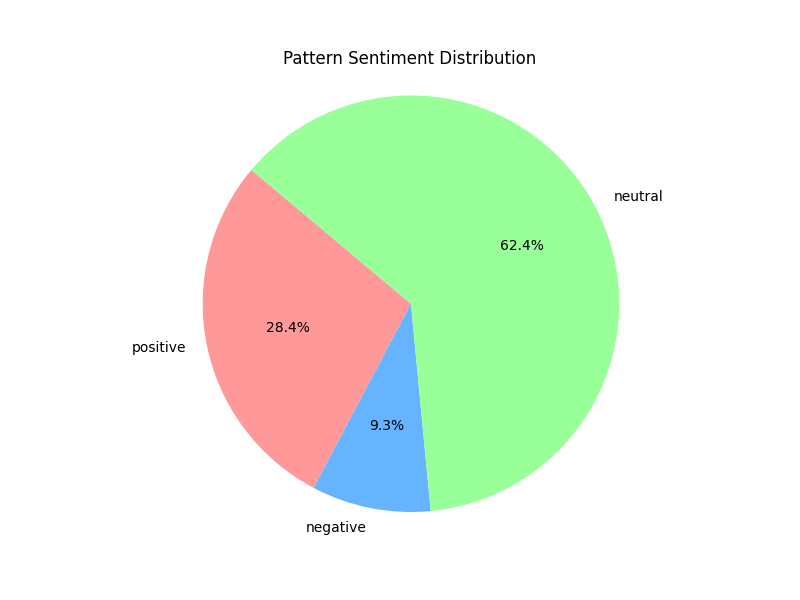 Pattern Sentiment Distribution
neutral
62.4%
28.4%
positive
9.3%
negative